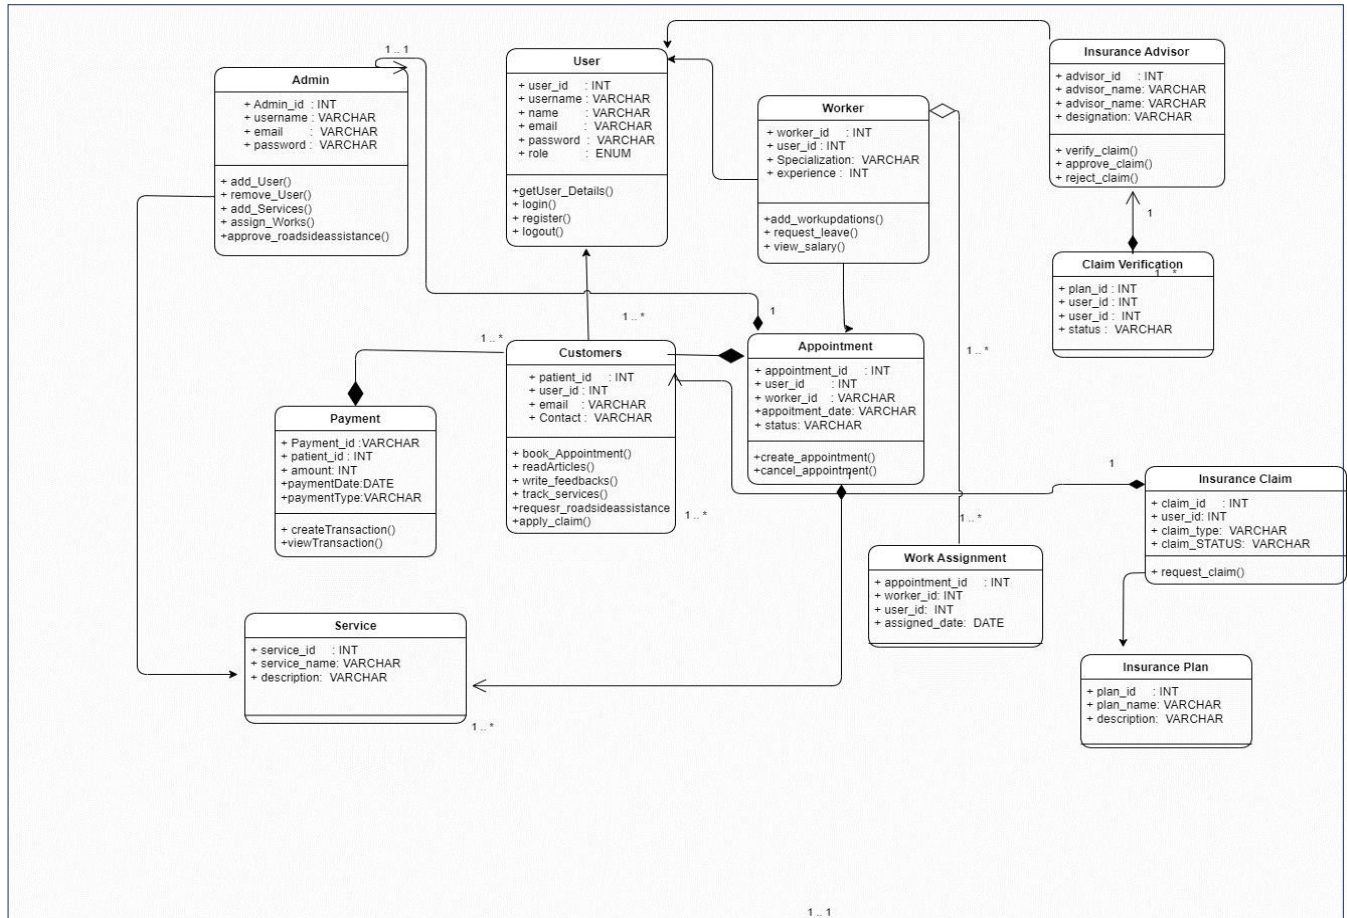 1 .. 1
Admin
+ Admin_id : INT
+ username : VARCHAR
+ email : VARCHAR
+ password : VARCHAR
+ add_User()
+ remove_User()
+ add_Services()
+ assign_Works()
+approve_roadsideassistance()
User
+ user_id : INT
+ username : VARCHAR
+ name : VARCHAR
+ email : VARCHAR
+ password : VARCHAR
+ role : ENUM
+getUser_Details()
+ login()
+ register()
+ logout()
Worker
+ worker_id : INT
+ user_id : INT
+ Specialization: VARCHAR
+ experience : INT
+add_workupdations()
+ request_leave()
+ view_salary()
Insurance Advisor
+ advisor_id : INT
+ advisor_name: VARCHAR
+ advisor_name: VARCHAR
+ designation: VARCHAR
+ verify_claim()
+ approve_claim()
+ reject_claim()
1
Claim Verification
1 .. *
+ plan_id : INT
+ user_id : INT
+ user_id : INT
+ status : VARCHAR
1 .. *
1
1 .. *
1 .. *
Customers
+ patient_id : INT
+ user_id : INT
+ email : VARCHAR
+ Contact : VARCHAR
+ book_Appointment()
+ readArticles()
+ write_feedbacks()
+ track_services()
+requesr_roadsideassistance
+apply_claim()
1 .. *
Appointment
+ appointment_id : INT
+ user_id : INT
+ worker_id : VARCHAR
+appoitment_date: VARCHAR
+ status: VARCHAR
+create_appointment()
+cancel_appointment()
1
Payment
+ Payment_id :VARCHAR
+ patient_id : INT
+ amount: INT
+paymentDate:DATE
+paymentType:VARCHAR
+ createTransaction()
+viewTransaction()
1
Insurance Claim
+ claim_id : INT
+ user_id: INT
+ claim_type: VARCHAR
+ claim_STATUS: VARCHAR
+ request_claim()
1 .. *
Work Assignment
+ appointment_id : INT
+ worker_id: INT
+ user_id: INT
+ assigned_date: DATE
Service
+ service_id : INT
+ service_name: VARCHAR
+ description: VARCHAR
1 .. *
Insurance Plan
+ plan_id : INT
+ plan_name: VARCHAR
+ description: VARCHAR
1 .. 1